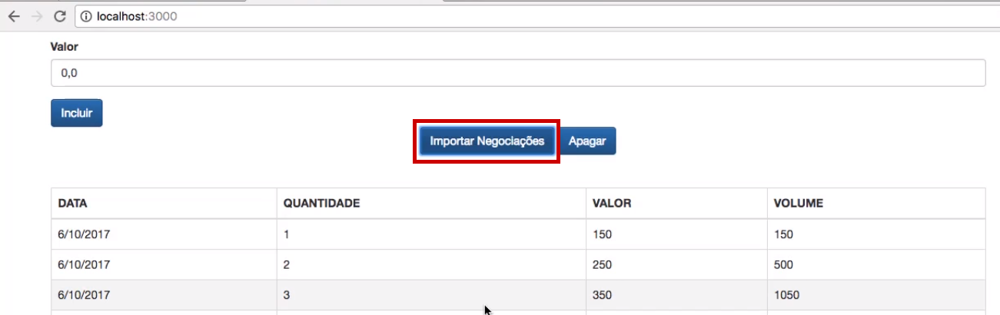 localhost:3000
Valor
0,0
Incluir
Importar Negociações Apagar
DATA QUANTIDADE VALOR VOLUME
6/10/2017 1 150 150
6/10/2017 2 250 500
6/10/2017 3 350 1050